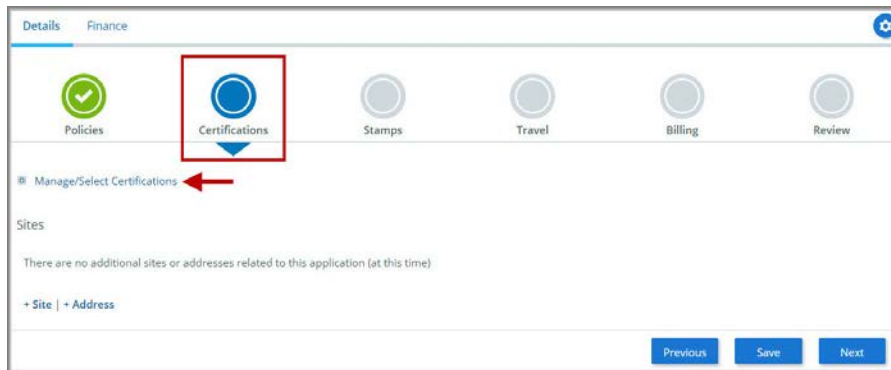 Details Finance
Policies Certifications Stamps Travel Billing Review
Manage/Select Certifications
Sites
There are no additional sites or addresses related to this application (at this time)
+ Site | + Address
Previous Save Next